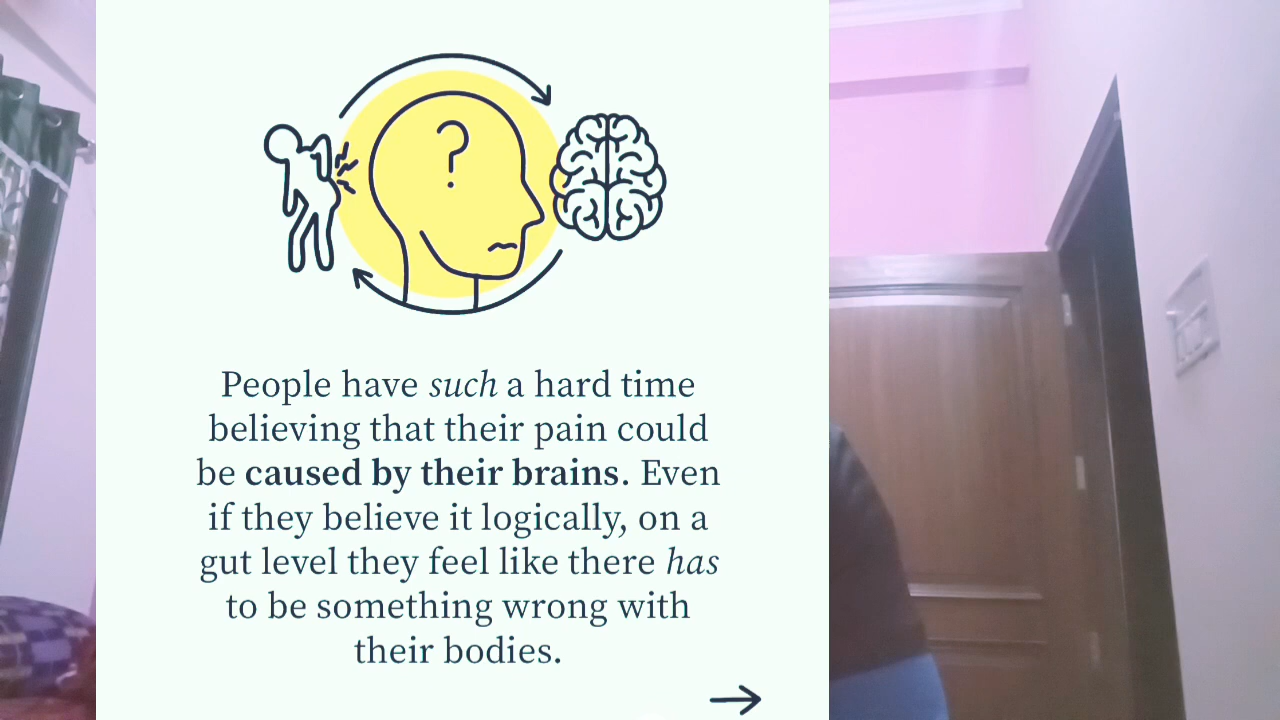 ?
People have such a hard time
believing that their pain could
be caused by their brains. Even
if they believe it logically, on a
gut level they feel like there has
to be something wrong with
their bodies.